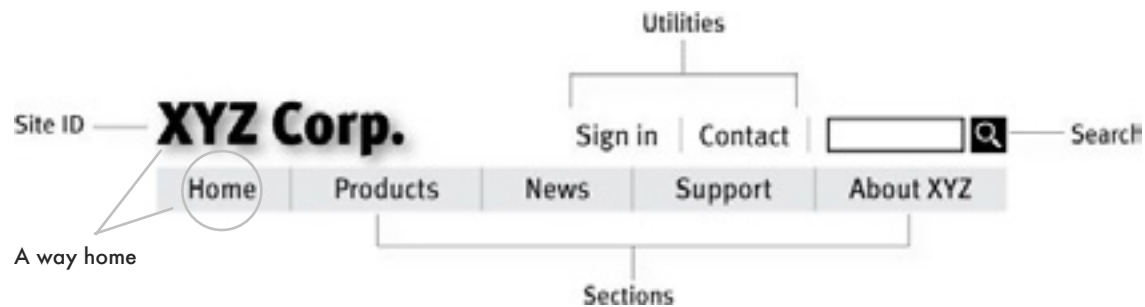 Utilities
Site ID
XYZ Corp.
Sign in
Contact
Search
Home
Products
News
Support
About XYZ
A way home
Sections